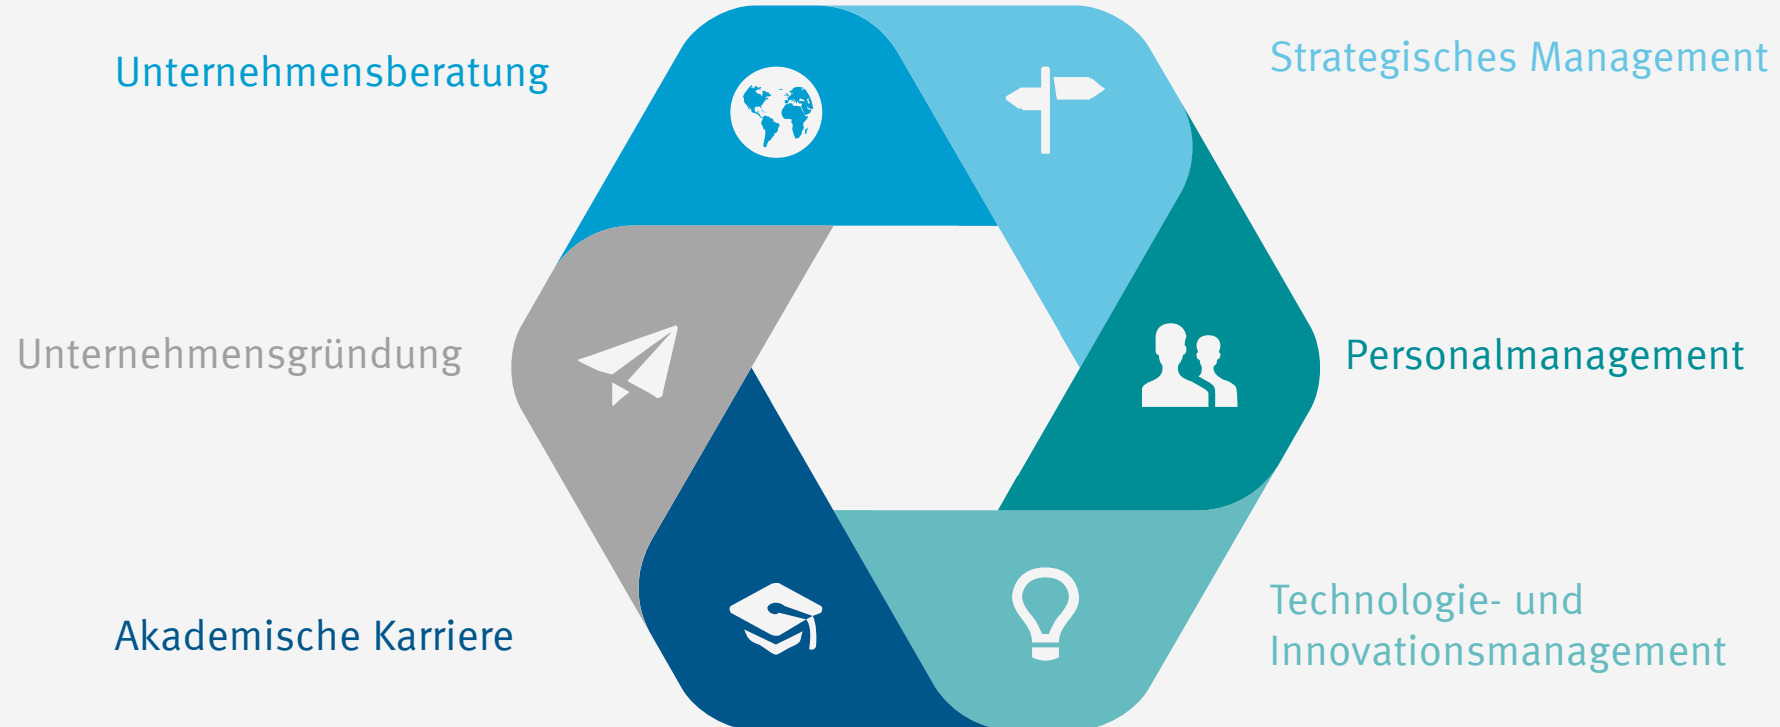 Unternehmensberatung
Strategisches Management
Unternehmensgründung
Personalmanagement
Akademische Karriere
Technologie- und
Innovationsmanagement